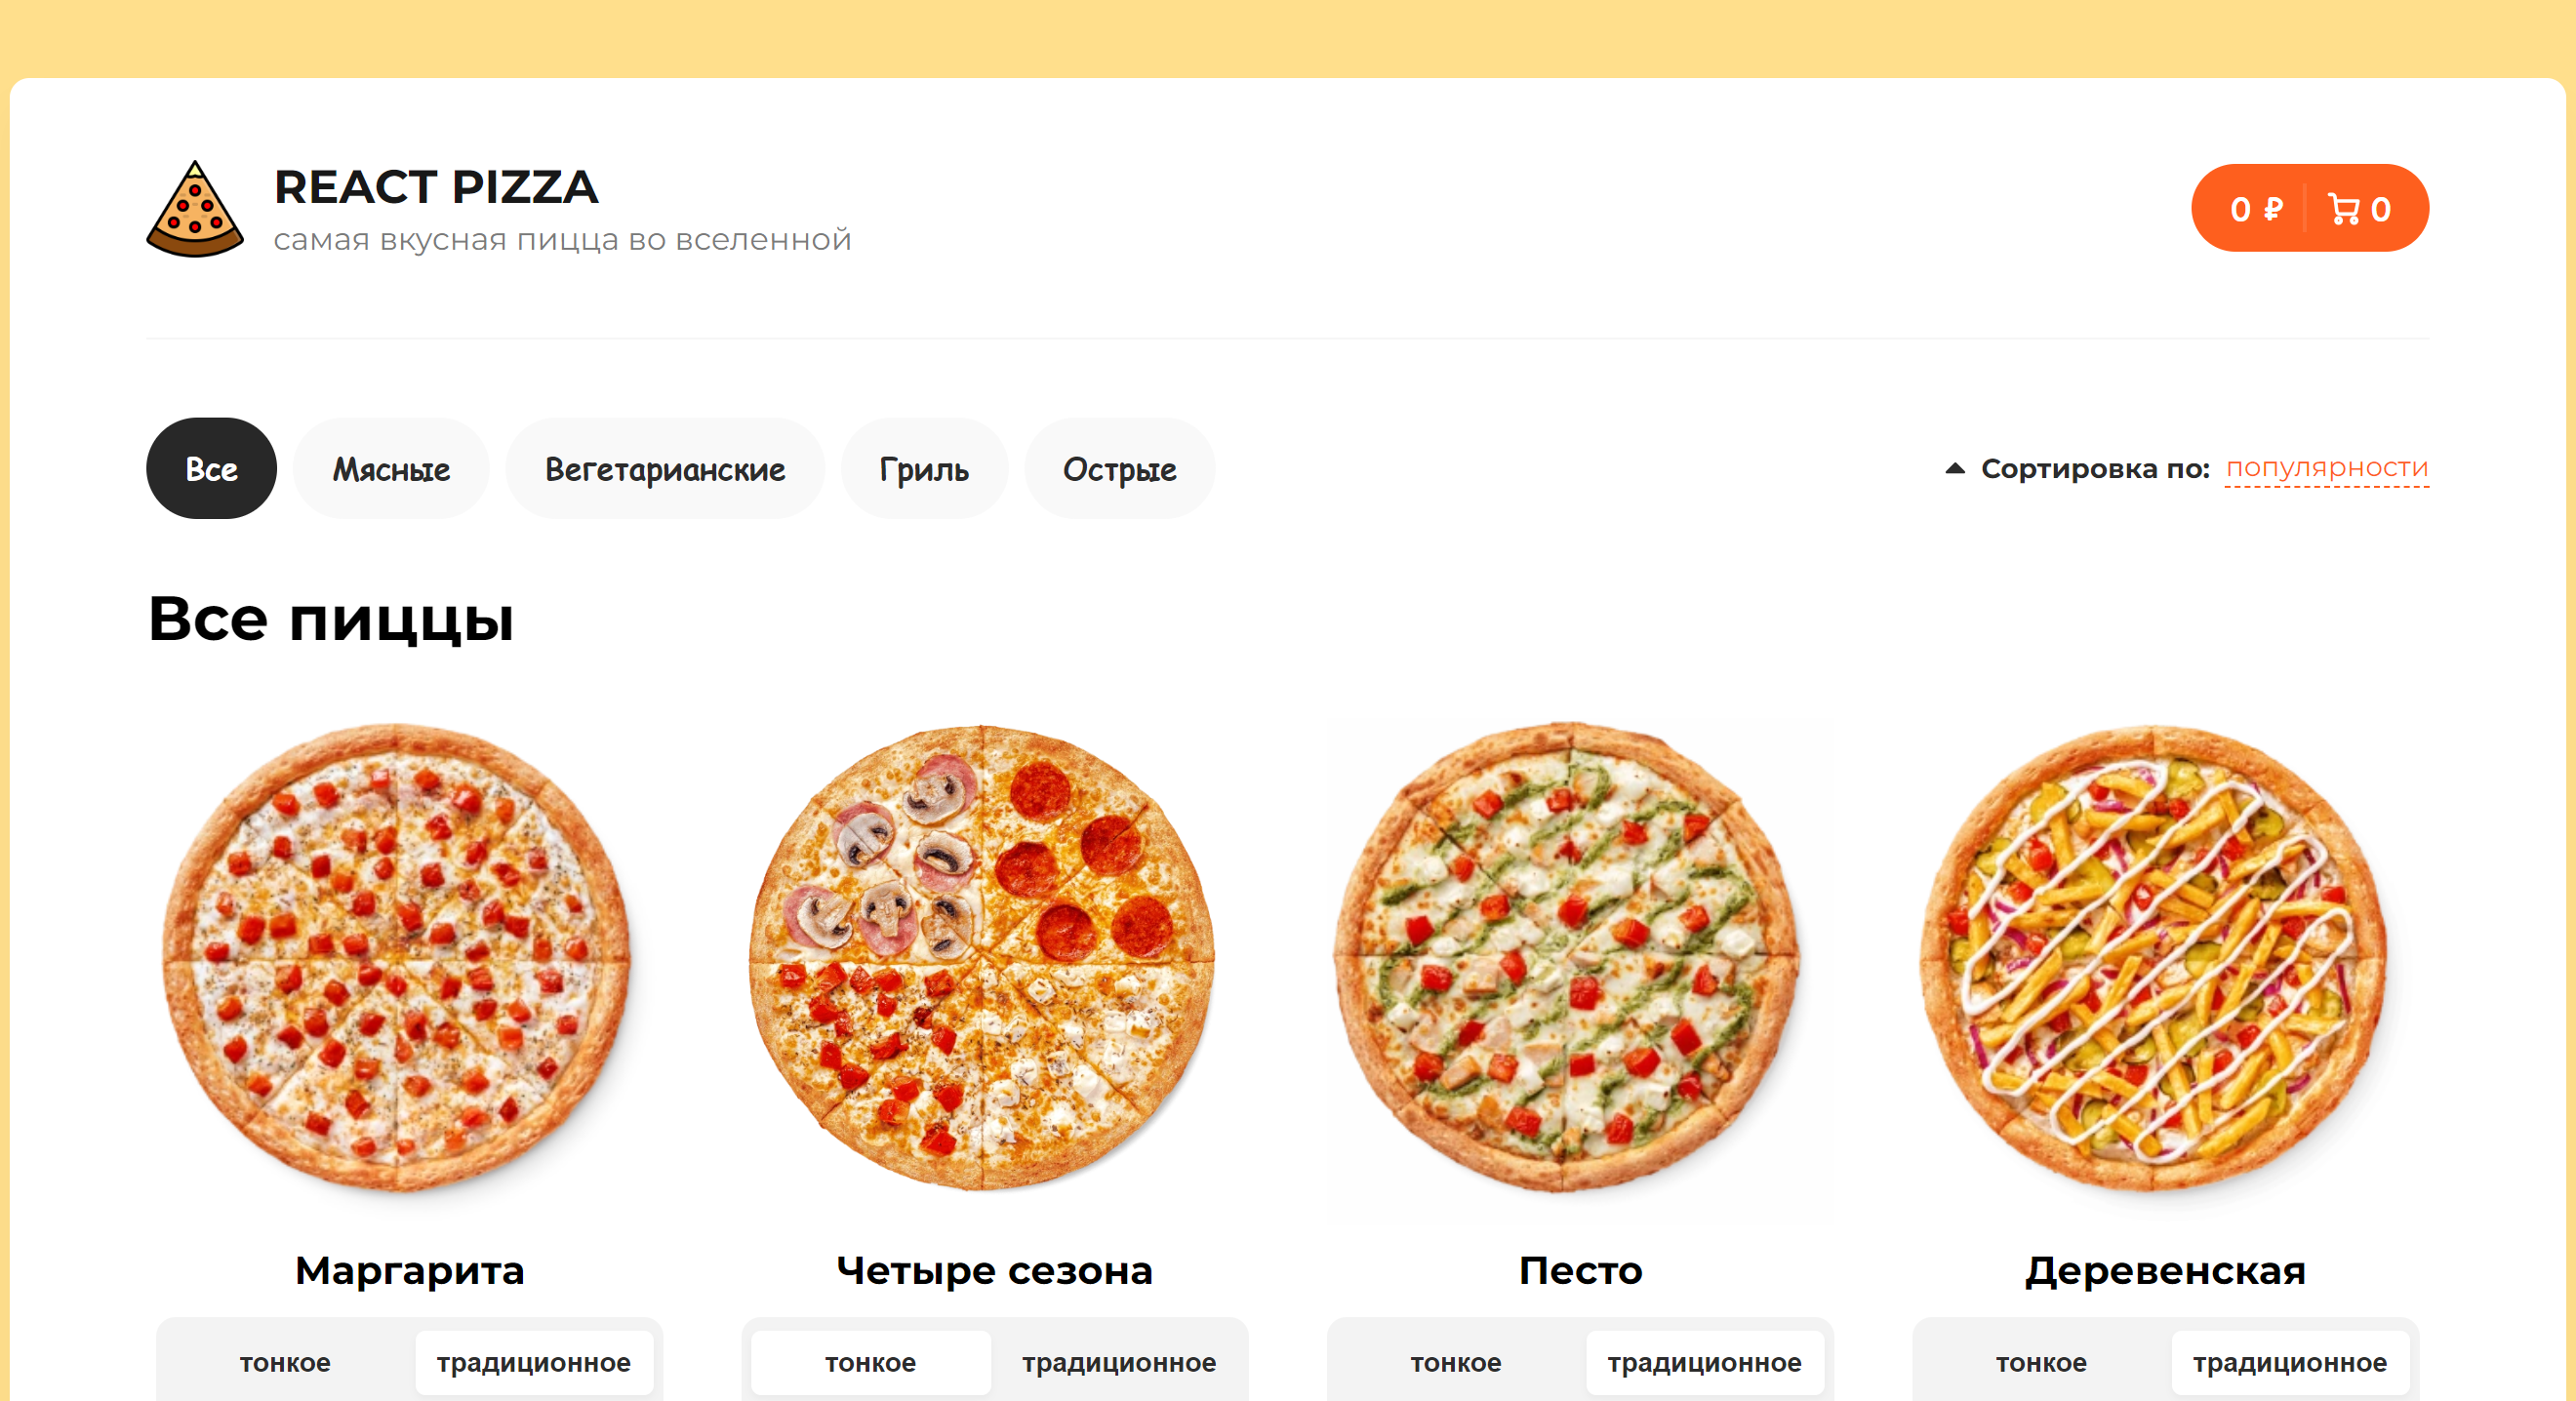 REACT PIZZA
самая вкусная пицца во вселенной
0 ₽ 0
Все Мясные Вегетарианские Гриль Острые
Сортировка по: популярности
Все пиццы
Маргарита Четыре сезона Песто Деревенская
тонкое традиционное тонкое традиционное тонкое традиционное тонкое традиционное